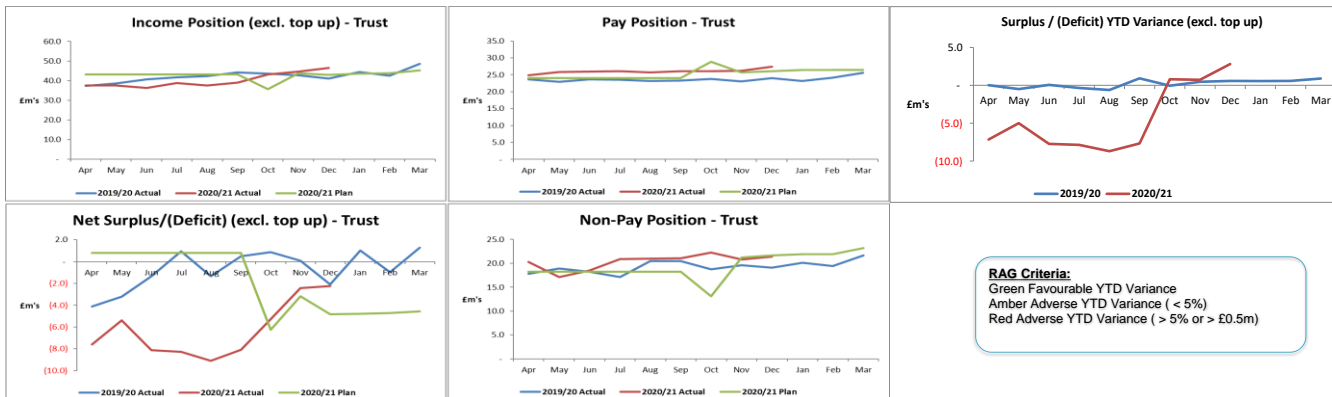 Income Position (excl. top up) - Trust
60.0
50.0
40.0
30.0
20.0
10.0
-
£m's
Apr May Jun Jul Aug Sep Oct Nov Dec Jan Feb Mar
2019/20 Actual 2020/21 Actual 2020/21 Plan
Pay Position - Trust
35.0
30.0
25.0
20.0
15.0
10.0
5.0
-
£m's
Apr May Jun Jul Aug Sep Oct Nov Dec Jan Feb Mar
2019/20 Actual 2020/21 Actual 2020/21 Plan
Surplus / (Deficit) YTD Variance (excl. top up)
5.0
-
(5.0)
(10.0)
£m's
Apr May Jun Jul Aug Sep Oct Nov Dec Jan Feb Mar
2019/20 2020/21
Net Surplus/(Deficit) (excl. top up) - Trust
2.0
-
(2.0)
(4.0)
(6.0)
(8.0)
(10.0)
£m's
Apr May Jun Jul Aug Sep Oct Nov Dec Jan Feb Mar
2019/20 Actual 2020/21 Actual 2020/21 Plan
Non-Pay Position - Trust
25.0
20.0
15.0
10.0
5.0
-
£m's
Apr May Jun Jul Aug Sep Oct Nov Dec Jan Feb Mar
2019/20 Actual 2020/21 Actual 2020/21 Plan
RAG Criteria:
Green Favourable YTD Variance
Amber Adverse YTD Variance ( < 5%)
Red Adverse YTD Variance ( > 5% or > £0.5m)